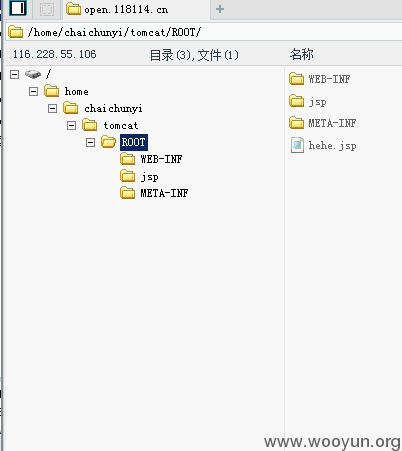 open.118114.cn
/home/chaichunyi/tomcat/ROOT/
116.228.55.106 目录(3),文件(1) 名称
/
home
chaichunyi
tomcat
ROOT
WEB-INF
jsp
META-INF
WEB-INF
jsp
META-INF
hehe.jsp
www.wooyun.org